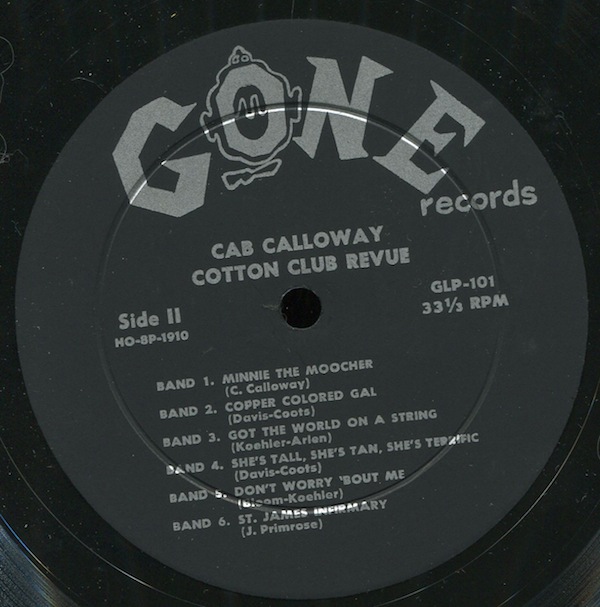 GONE
records
CAB CALLOWAY
COTTON CLUB REVUE
Side II
HO-8P-1910
GLP-101
33⅓ RPM
BAND 1. MINNIE THE MOOCHER
(C. Calloway)
BAND 2. COPPER COLORED GAL
(Davis-Coots)
BAND 3. GOT THE WORLD ON A STRING
(Koehler-Arlen)
BAND 4. SHE'S TALL, SHE'S TAN, SHE'S TERRIFIC
(Davis-Coots)
BAND 5. DON'T WORRY 'BOUT ME
(Bloom-Koehler)
BAND 6. ST. JAMES INFIRMARY
(J. Primrose)